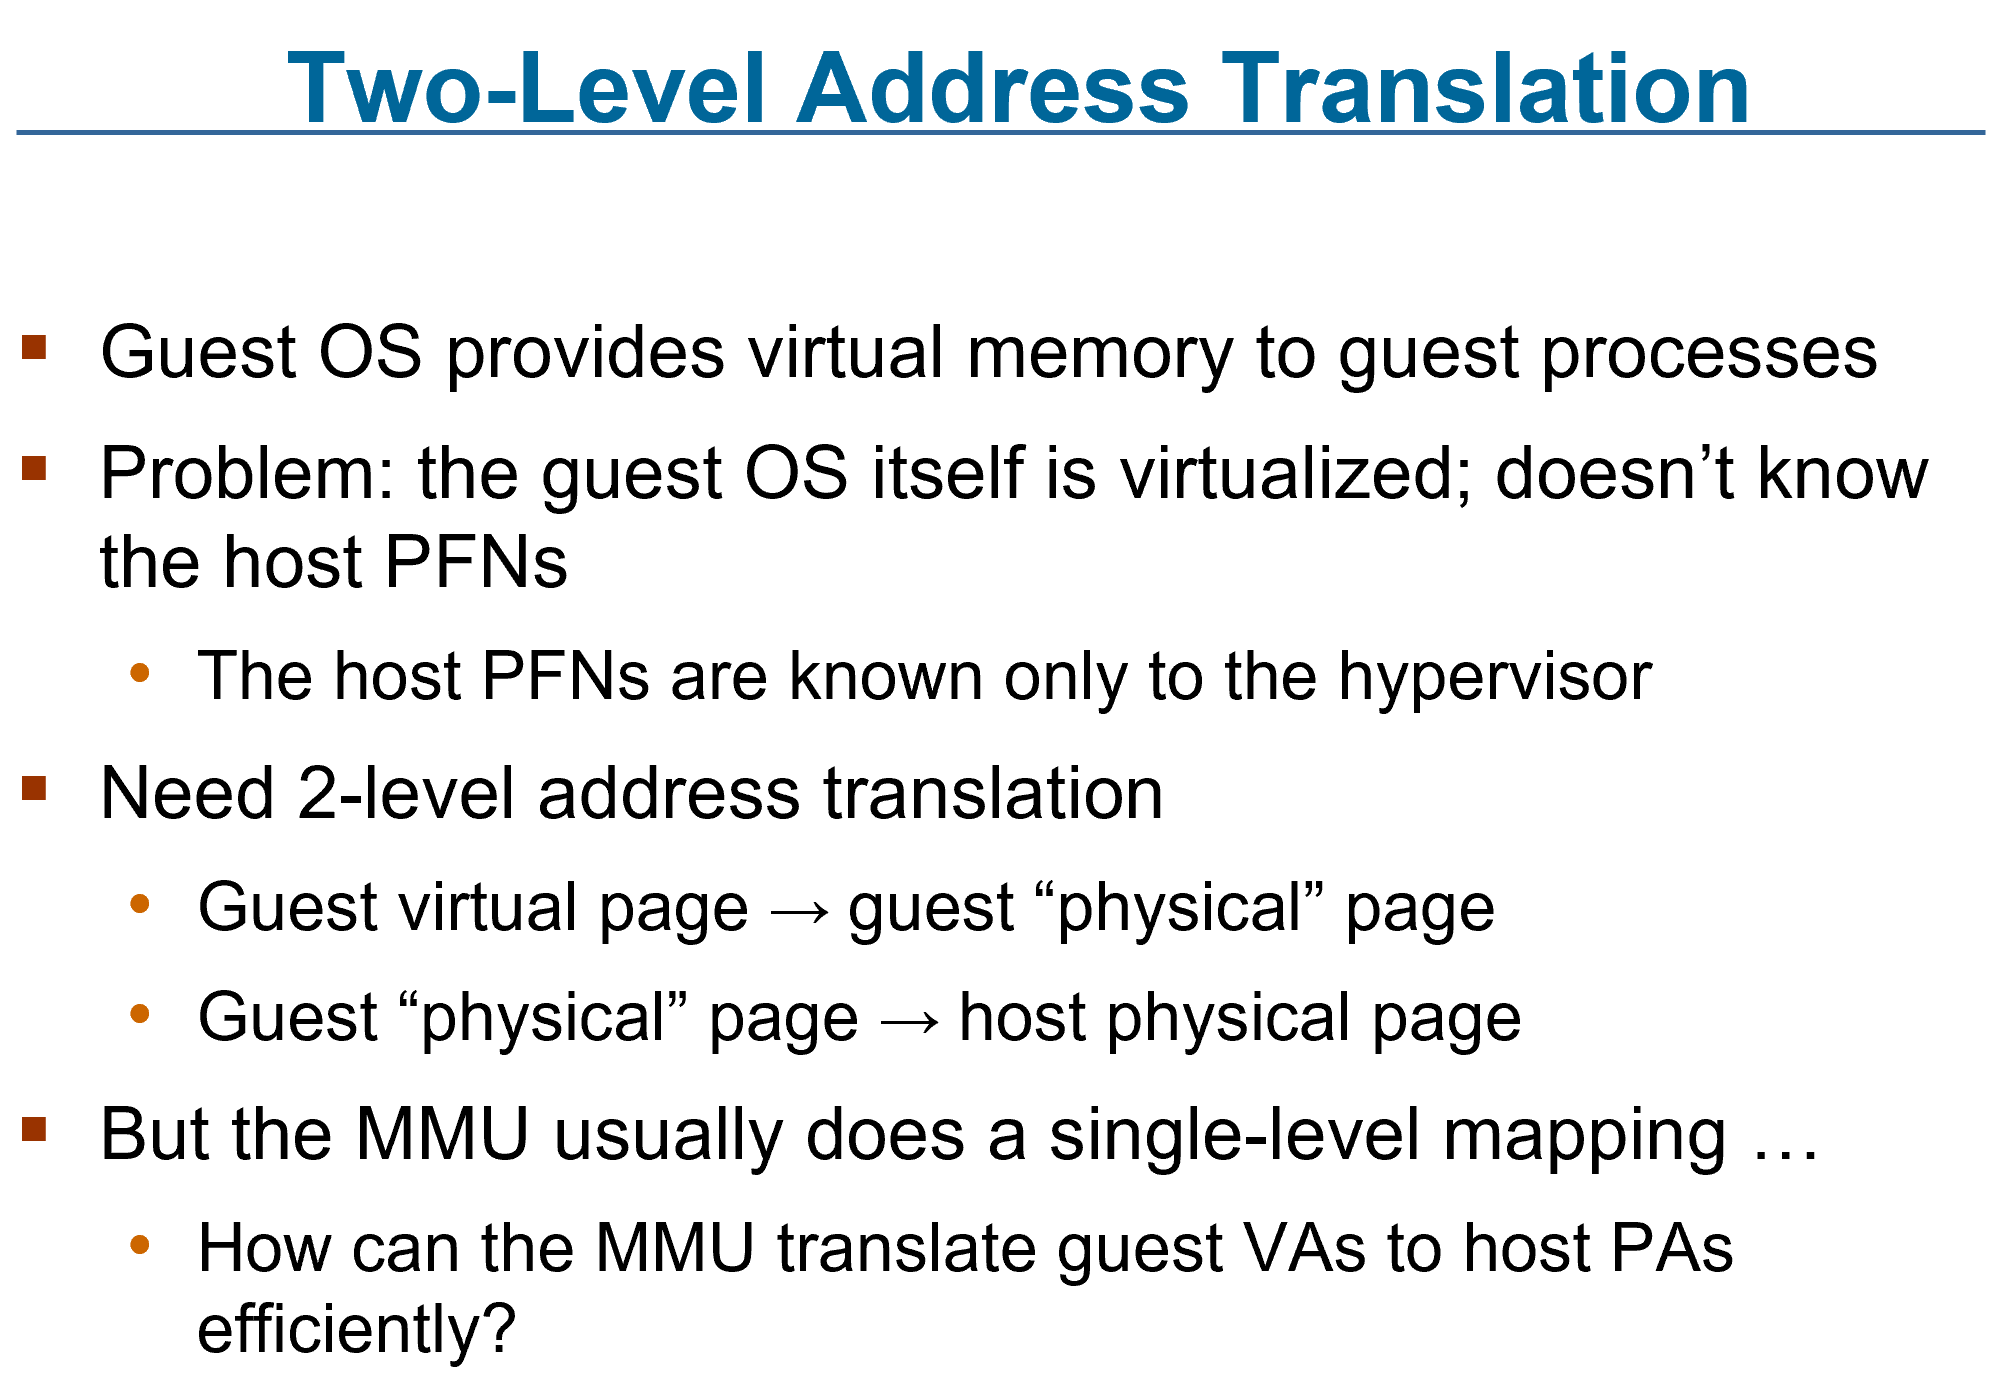 Two-Level Address Translation
▪ Guest OS provides virtual memory to guest processes
▪ Problem: the guest OS itself is virtualized; doesn’t know
the host PFNs
• The host PFNs are known only to the hypervisor
▪ Need 2-level address translation
• Guest virtual page → guest “physical” page
• Guest “physical” page → host physical page
▪ But the MMU usually does a single-level mapping …
• How can the MMU translate guest VAs to host PAs
efficiently?